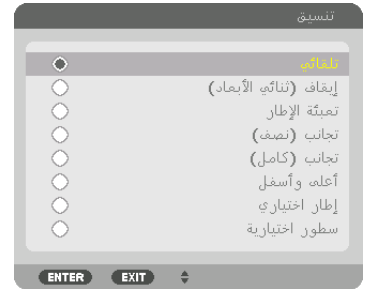 تنسيق
تلقائي
إيقاف (ثنائي الأبعاد)
تعبئة الإطار
تجانب (نصف)
تجانب (كامل)
أعلى وأسفل
إطار اختياري
سطور اختيارية
ENTER EXIT